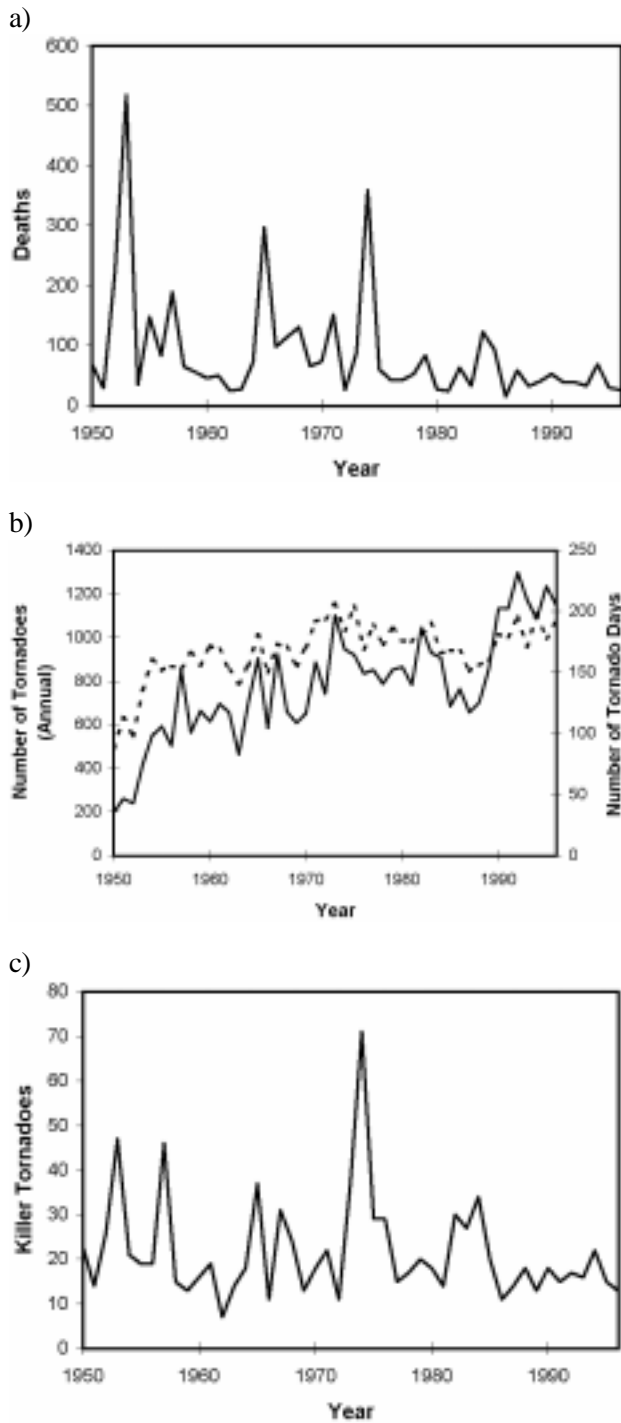 a)
600
500
400
300
200
100
0
Deaths
1950 1960 1970 1980 1990
Year
b)
1400
1200
1000
800
600
400
200
0
Number of Tornadoes
(Annual)
250
200
150
100
50
0
Number of Tornado Days
1950 1960 1970 1980 1990
Year
c)
80
70
60
50
40
30
20
10
0
Killer Tornadoes
1950 1960 1970 1980 1990
Year